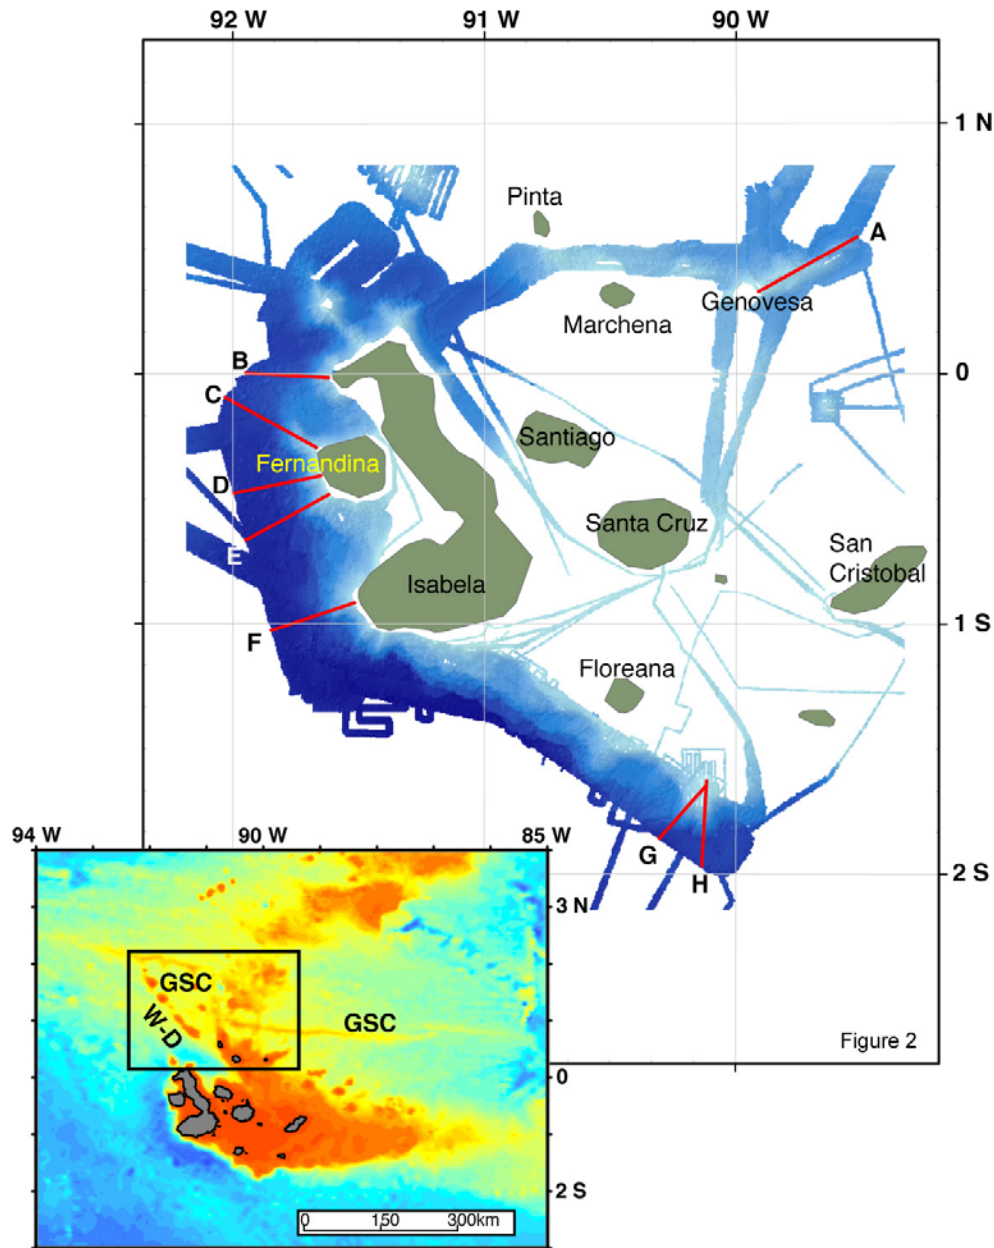 92 W 91 W 90 W
1 N
Pinta
A
Genovesa
Marchena
B
0
C
Santiago
Fernandina
D
Santa Cruz
San
Cristobal
E
Isabela
F
1 S
Floreana
94 W 90 W 85 W
G
H
2 S
3 N
GSC
W-D
GSC
Figure 2
0
2 S
0 150 300km